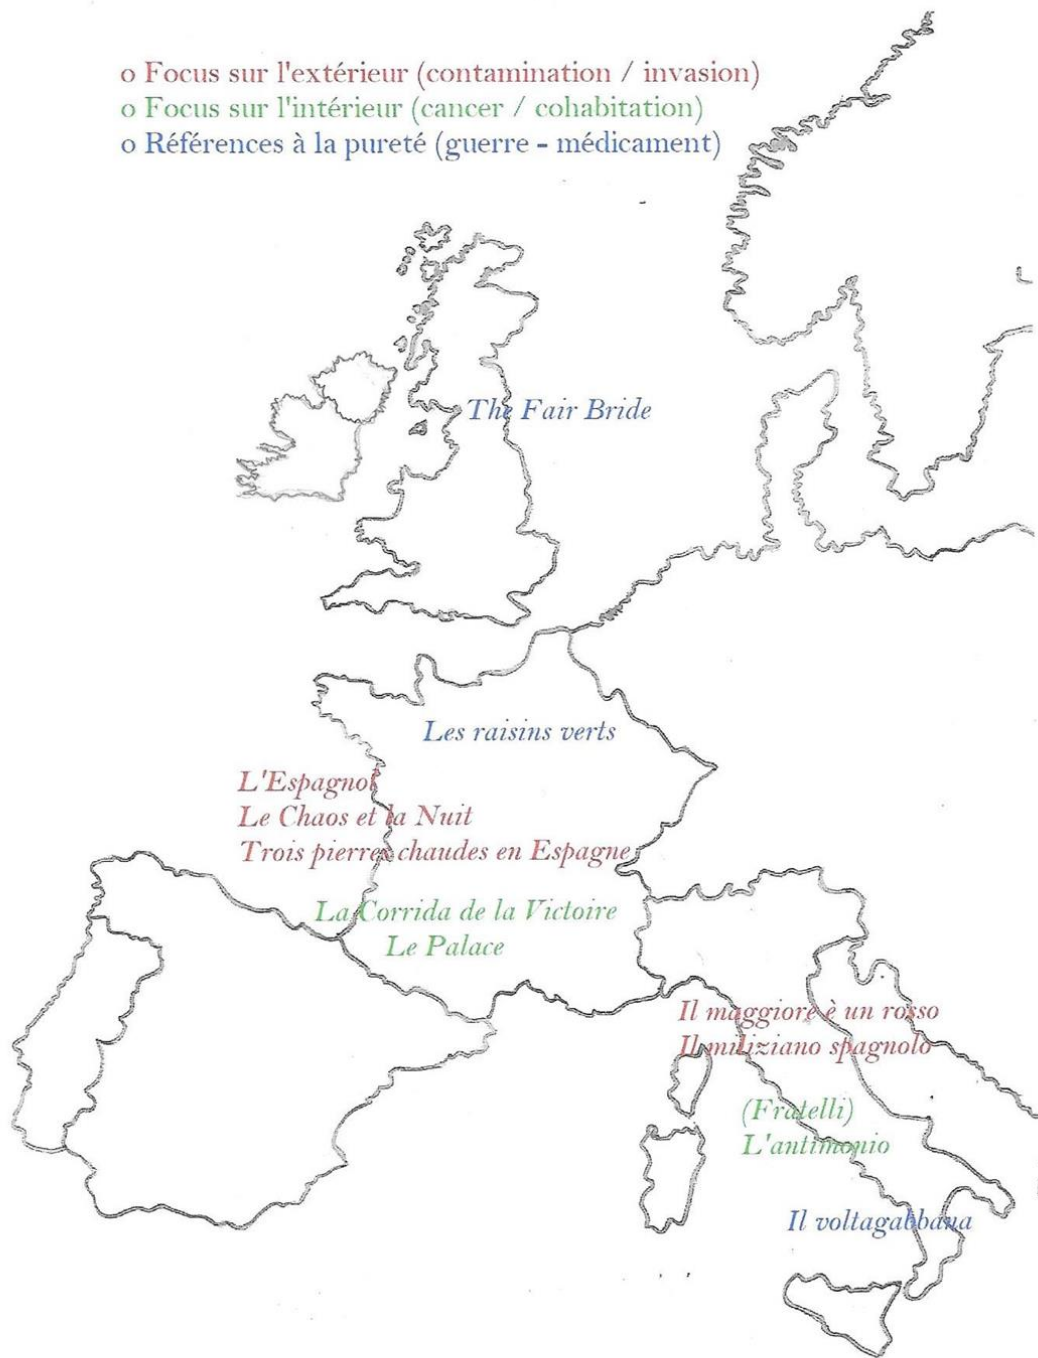 o Focus sur l'extérieur (contamination / invasion)
o Focus sur l'intérieur (cancer / cohabitation)
o Références à la pureté (guerre - médicament)
The Fair Bride
Les raisins verts
L'Espagnol
Le Chaos et la Nuit
Trois pierres chaudes en Espagne
La Corrida de la Victoire
Le Palace
Il maggiore è un rosso
Il miliziano spagnolo
(Fratelli)
L'antimonio
Il voltagabbana